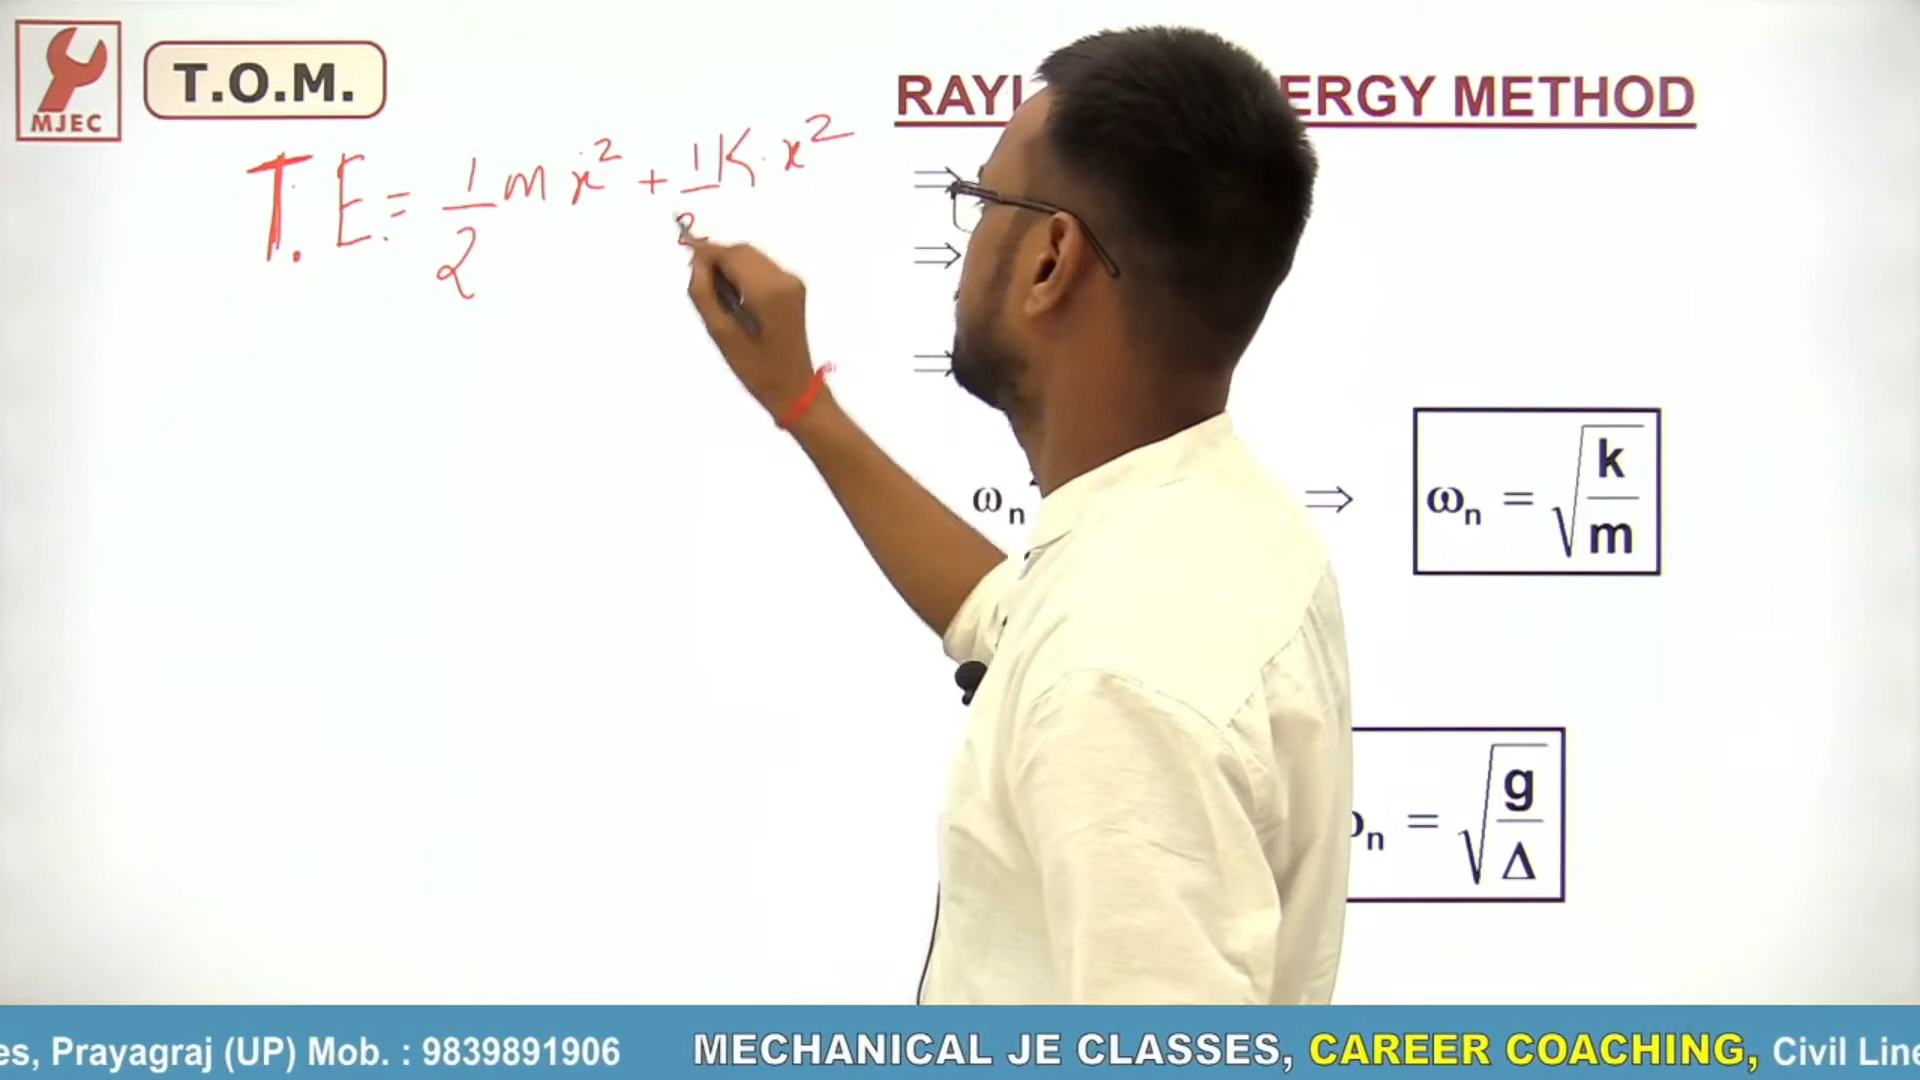 MJEC
T.O.M.
RAYL ERGY METHOD
T.E. = 1/2 m ẋ² + 1/2 K.x²
⇒
⇒
⇒
ωn ⇒ ωn = √(k/m)
n = √(g/Δ)
es, Prayagraj (UP) Mob. : 9839891906 MECHANICAL JE CLASSES, CAREER COACHING, Civil Line